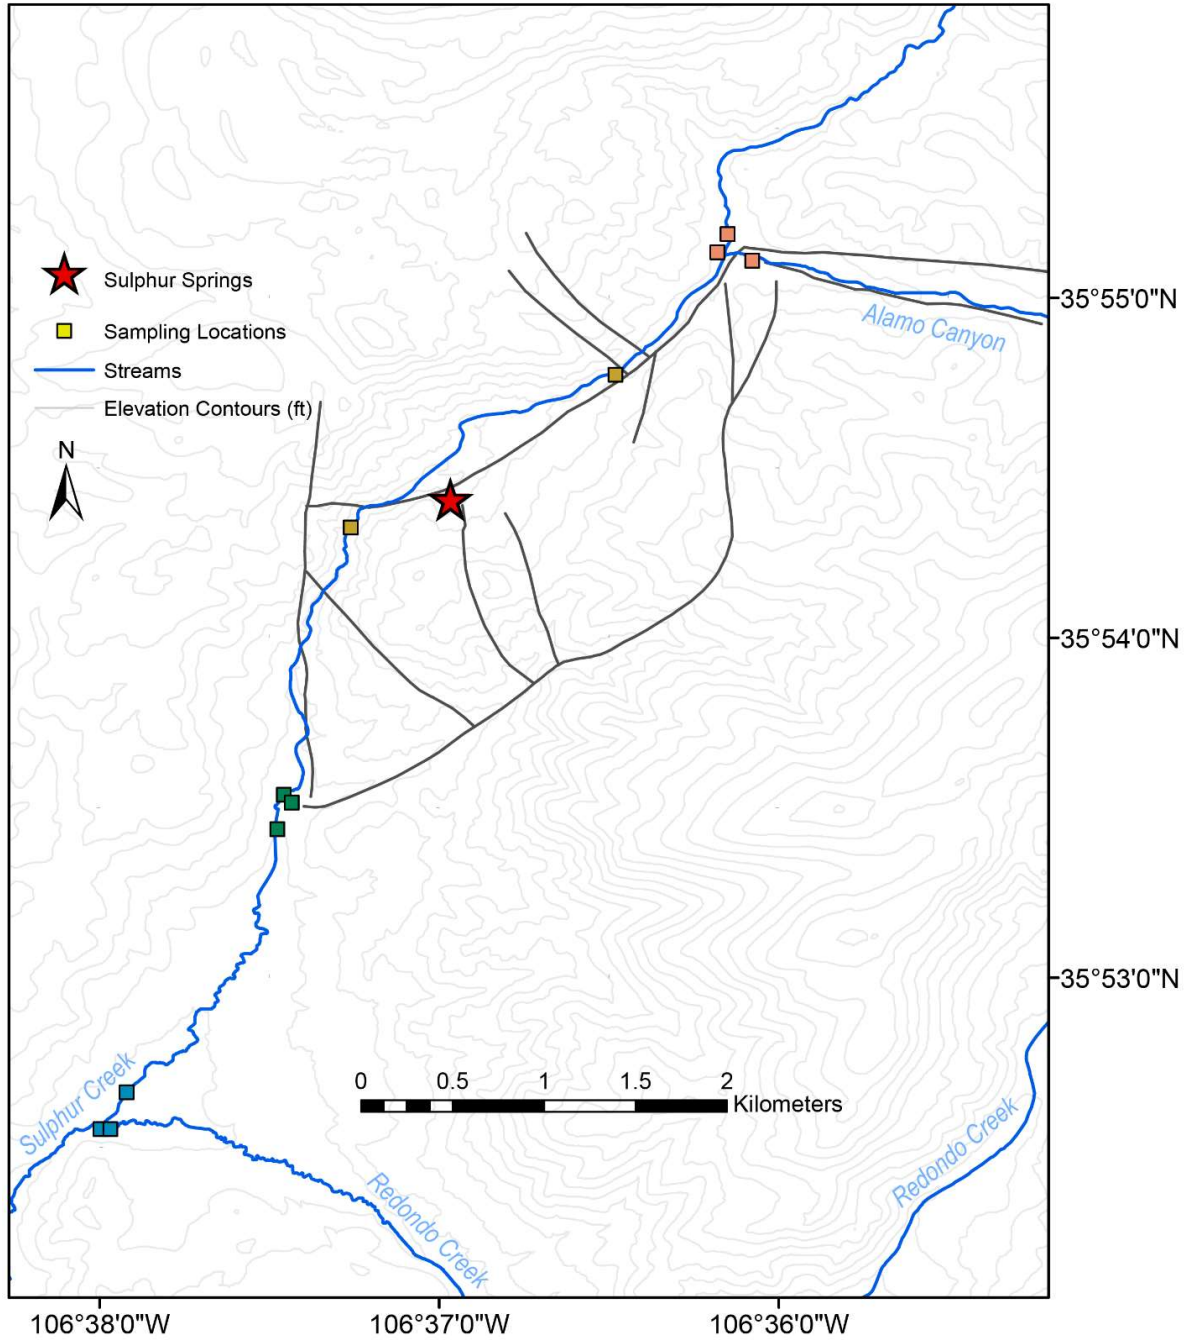 Sulphur Springs
Sampling Locations
Streams
Elevation Contours (ft)
N
Alamo Canyon
35°55'0"N
35°54'0"N
35°53'0"N
0 0.5 1 1.5 2
Kilometers
Sulphur Creek
Redondo Creek
Redondo Creek
106°38'0"W 106°37'0"W 106°36'0"W